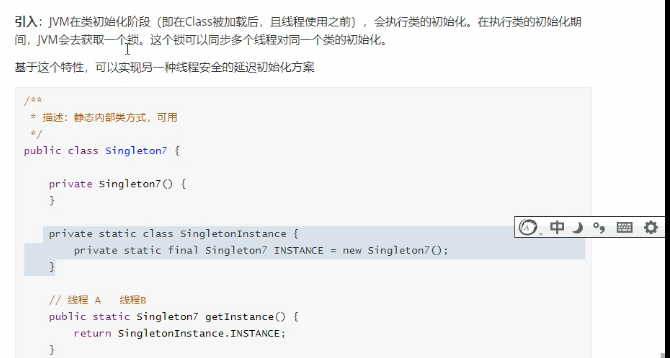 引入：JVM在类初始化阶段（即在Class被加载后，且线程使用之前），会执行类的初始化。在执行类的初始化期
间，JVM会去获取一个锁。这个锁可以同步多个线程对同一个类的初始化。
基于这个特性，可以实现另一种线程安全的延迟初始化方案
/**
 * 描述：静态内部类方式，可用
 */
public class Singleton7 {
    private Singleton7() {
    }
    private static class SingletonInstance {
        private static final Singleton7 INSTANCE = new Singleton7();
    }
    // 线程 A   线程B
    public static Singleton7 getInstance() {
        return SingletonInstance.INSTANCE;
    }
中